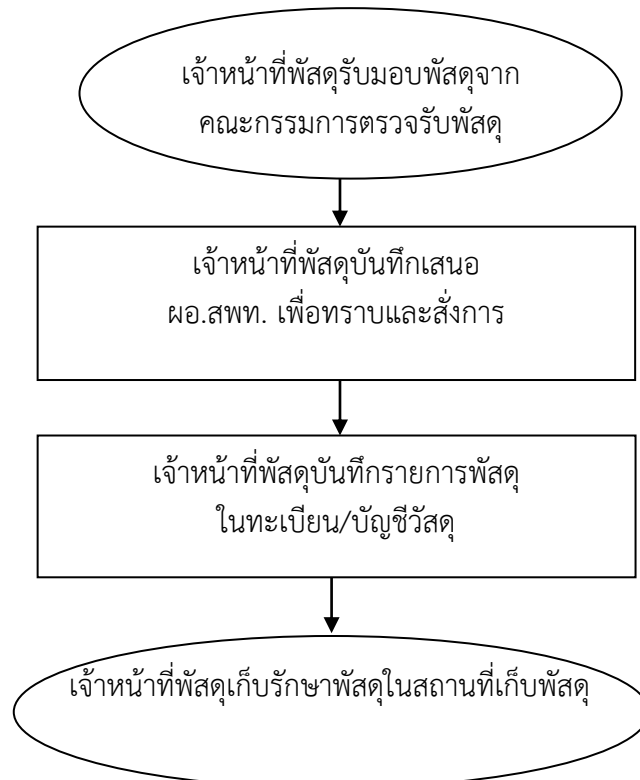 เจ้าหน้าที่พัสดุรับมอบพัสดุจาก
คณะกรรมการตรวจรับพัสดุ
เจ้าหน้าที่พัสดุบันทึกเสนอ
ผอ.สพท. เพื่อทราบและสั่งการ
เจ้าหน้าที่พัสดุบันทึกรายการพัสดุ
ในทะเบียน/บัญชีวัสดุ
เจ้าหน้าที่พัสดุเก็บรักษาพัสดุในสถานที่เก็บพัสดุ